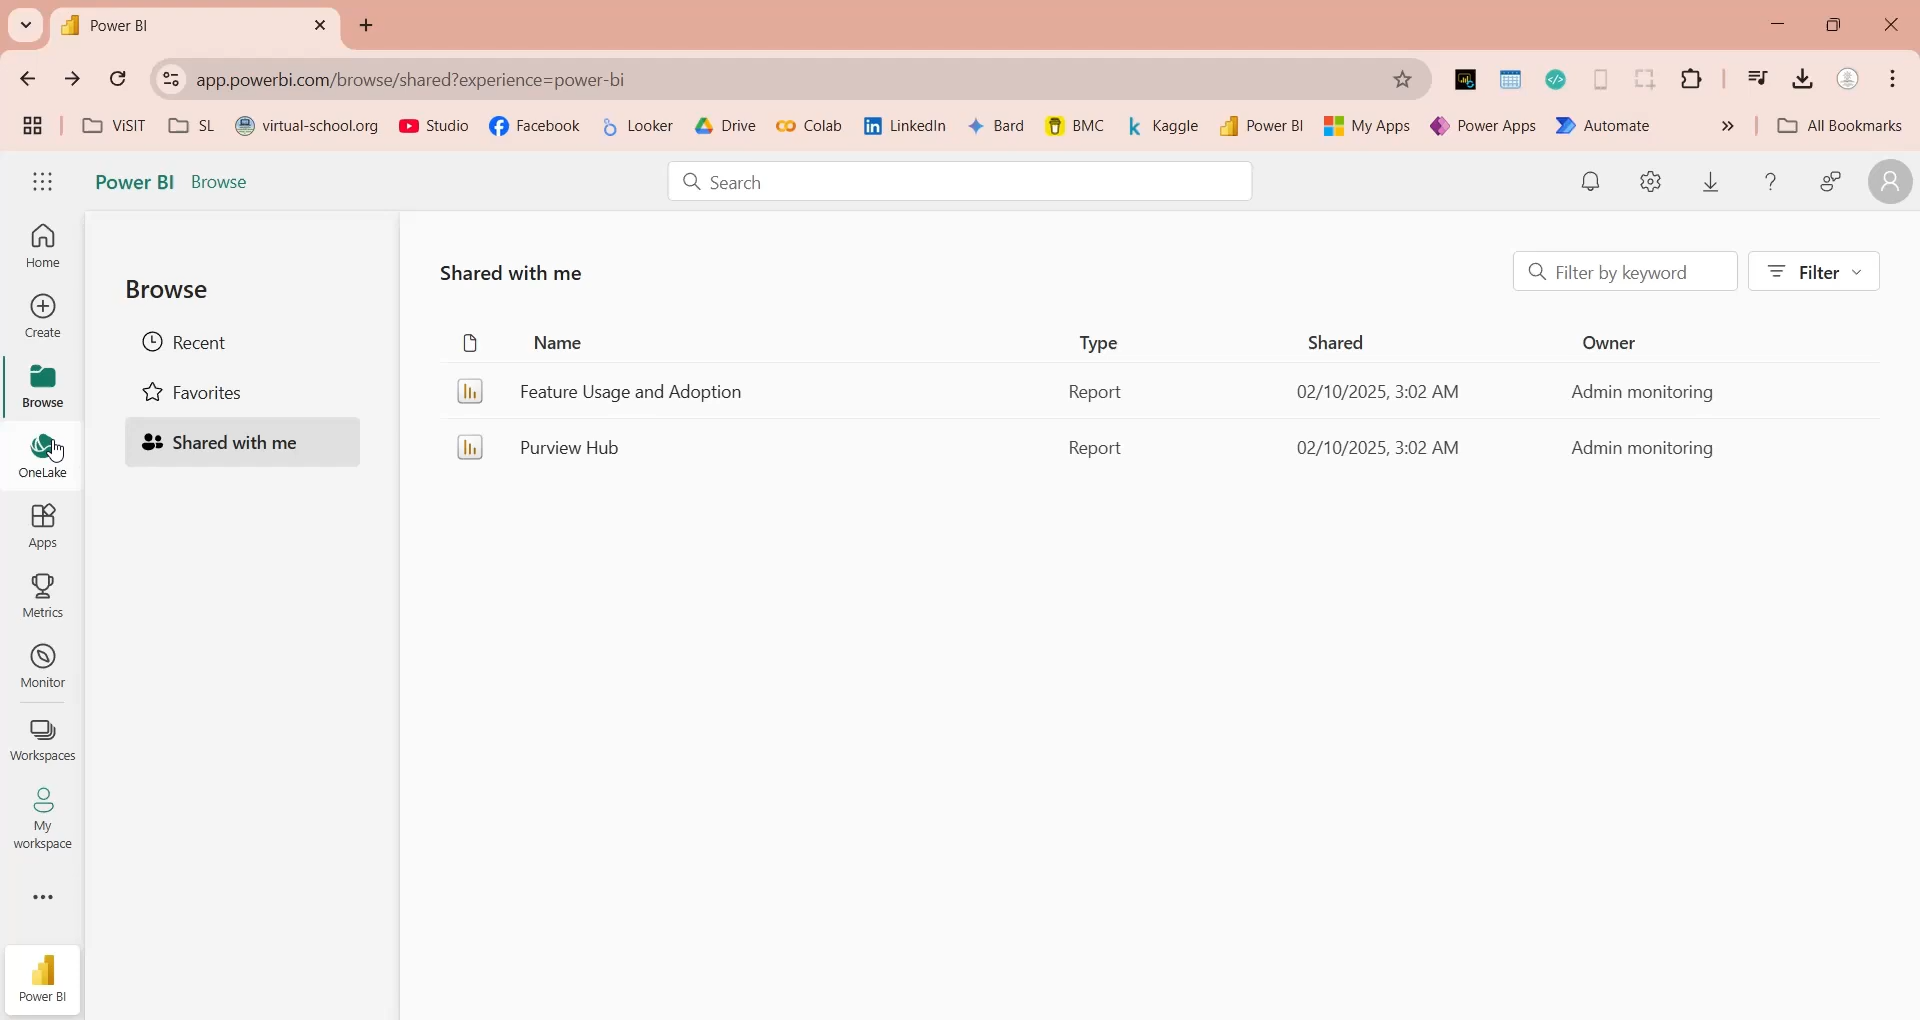 Power BI
app.powerbi.com/browse/shared?experience=power-bi
ViSIT SL virtual-school.org Studio Facebook Looker Drive Colab LinkedIn Bard BMC Kaggle Power BI My Apps Power Apps Automate » All Bookmarks
Power BI Browse Search
Home
Create
Browse
OneLake
Apps
Metrics
Monitor
Workspaces
My
workspace
Power BI
Browse
Recent
Favorites
Shared with me
Shared with me
Filter by keyword Filter
Name Type Shared Owner
Feature Usage and Adoption Report 02/10/2025, 3:02 AM Admin monitoring
Purview Hub Report 02/10/2025, 3:02 AM Admin monitoring